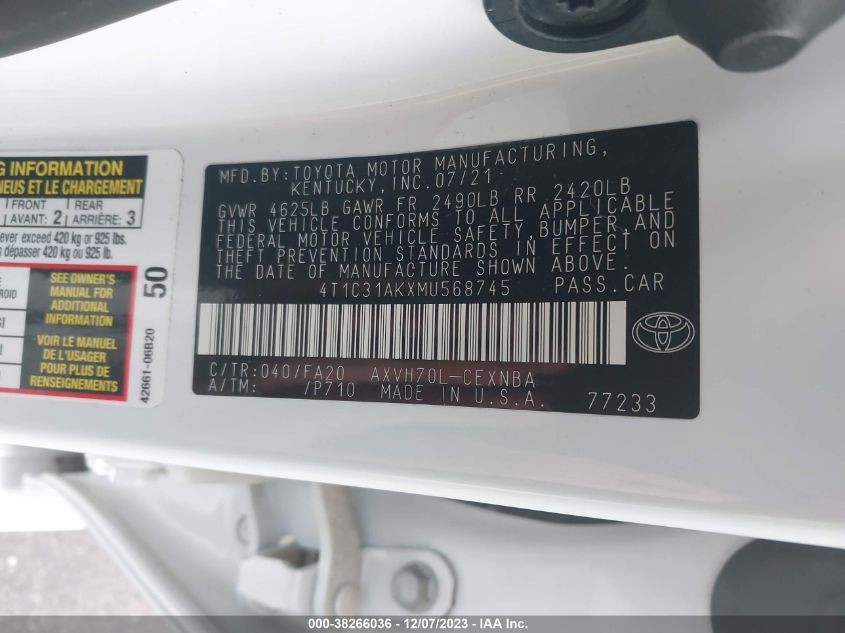 G INFORMATION
NEUS ET LE CHARGEMENT
FRONT
AVANT: 2
REAR
ARRIÈRE: 3
ever exceed 420 kg or 925 lbs.
dépasser 420 kg ou 925 lb.
SEE OWNER'S
MANUAL FOR
ADDITIONAL
INFORMATION
VOIR LE MANUEL
DE L'USAGER
POUR PLUS DE
RENSEIGNEMENTS
50
42661-06B20
MFD.BY:TOYOTA MOTOR MANUFACTURING,
KENTUCKY,INC.07/21
GVWR 4625LB GAWR FR 2490LB RR 2420LB
THIS VEHICLE CONFORMS TO ALL APPLICABLE
FEDERAL MOTOR VEHICLE SAFETY,BUMPER,AND
THEFT PREVENTION STANDARDS IN EFFECT ON
THE DATE OF MANUFACTURE SHOWN ABOVE.
4T1C31AKXMU568745 PASS.CAR
C/TR:040/FA20 AXVH70L-CEXNBA
A/TM: /P710 MADE IN U.S.A. 77233
000-38266036 - 12/07/2023 - IAA Inc.